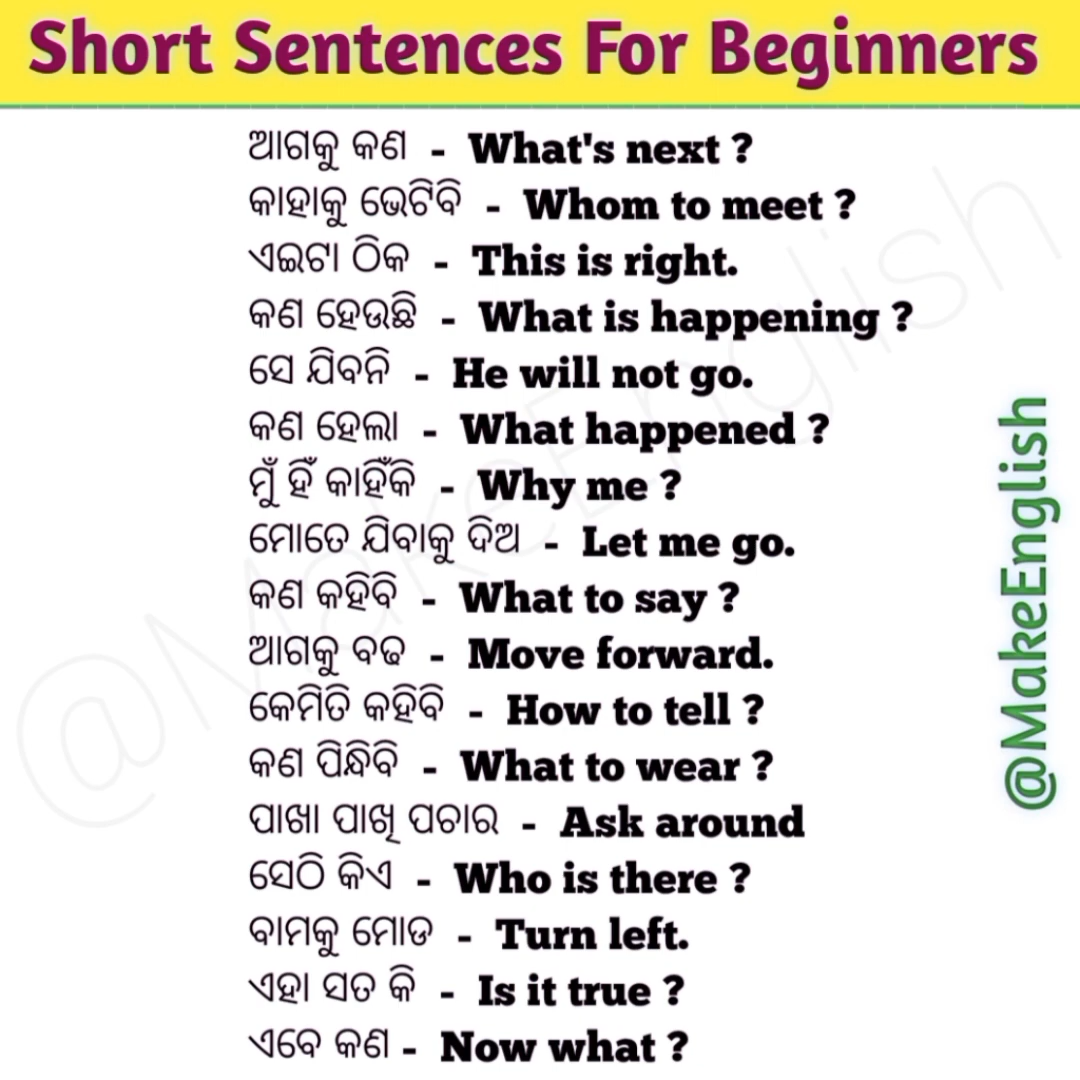 Short Sentences For Beginners
ଆଗକୁ କଣ - What's next ?
କାହାକୁ ଭେଟିବି - Whom to meet ?
ଏଇଟା ଠିକ - This is right.
କଣ ହେଉଛି - What is happening ?
ସେ ଯିବନି - He will not go.
କଣ ହେଲା - What happened ?
ମୁଁ ହିଁ କାହିଁକି - Why me ?
ମୋତେ ଯିବାକୁ ଦିଅ - Let me go.
କଣ କହିବି - What to say ?
ଆଗକୁ ବଢ - Move forward.
କେମିତି କହିବି - How to tell ?
କଣ ପିନ୍ଧିବି - What to wear ?
ପାଖା ପାଖି ପଚାର - Ask around
ସେଠି କିଏ - Who is there ?
ବାମକୁ ମୋଡ - Turn left.
ଏହା ସତ କି - Is it true ?
ଏବେ କଣ - Now what ?
@MakeEnglish
@MakeEnglish